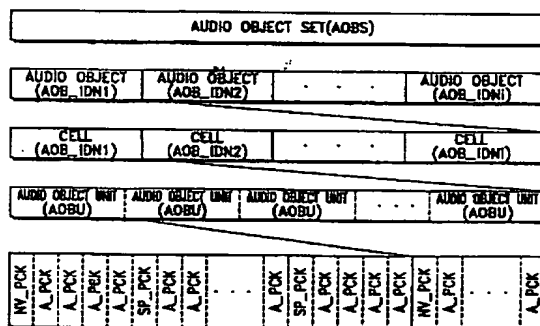 AUDIO OBJECT SET(AOBS)
AUDIO OBJECT (AOB_IDN1) AUDIO OBJECT (AOB_IDN2) · · · AUDIO OBJECT (AOB_IDNi)
CELL (AOB_IDN1) CELL (AOB_IDN2) · · · CELL (AOB_IDNi)
AUDIO OBJECT UNIT (AOBU) AUDIO OBJECT UNIT (AOBU) AUDIO OBJECT UNIT (AOBU) · · · AUDIO OBJECT UNIT (AOBU)
NV_PCK A_PCK A_PCK A_PCK A_PCK SP_PCK A_PCK A_PCK · · · A_PCK SP_PCK A_PCK A_PCK A_PCK A_PCK NV_PCK A_PCK · · · A_PCK